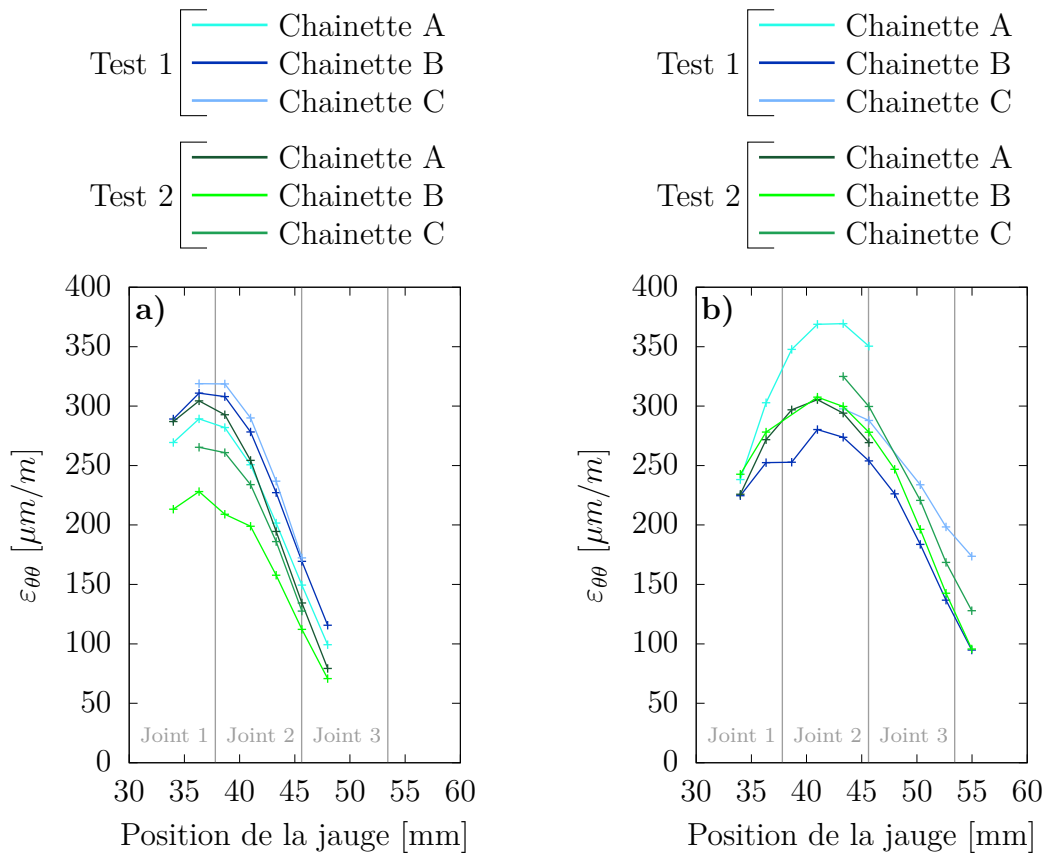 Test 1
Chainette A
Chainette B
Chainette C
Test 2
Chainette A
Chainette B
Chainette C
Test 1
Chainette A
Chainette B
Chainette C
Test 2
Chainette A
Chainette B
Chainette C
a)
400
350
300
250
200
150
100
50
0
ε_θθ [μm/m]
Joint 1
Joint 2
Joint 3
30 35 40 45 50 55 60
Position de la jauge [mm]
b)
400
350
300
250
200
150
100
50
0
ε_θθ [μm/m]
Joint 1
Joint 2
Joint 3
30 35 40 45 50 55 60
Position de la jauge [mm]